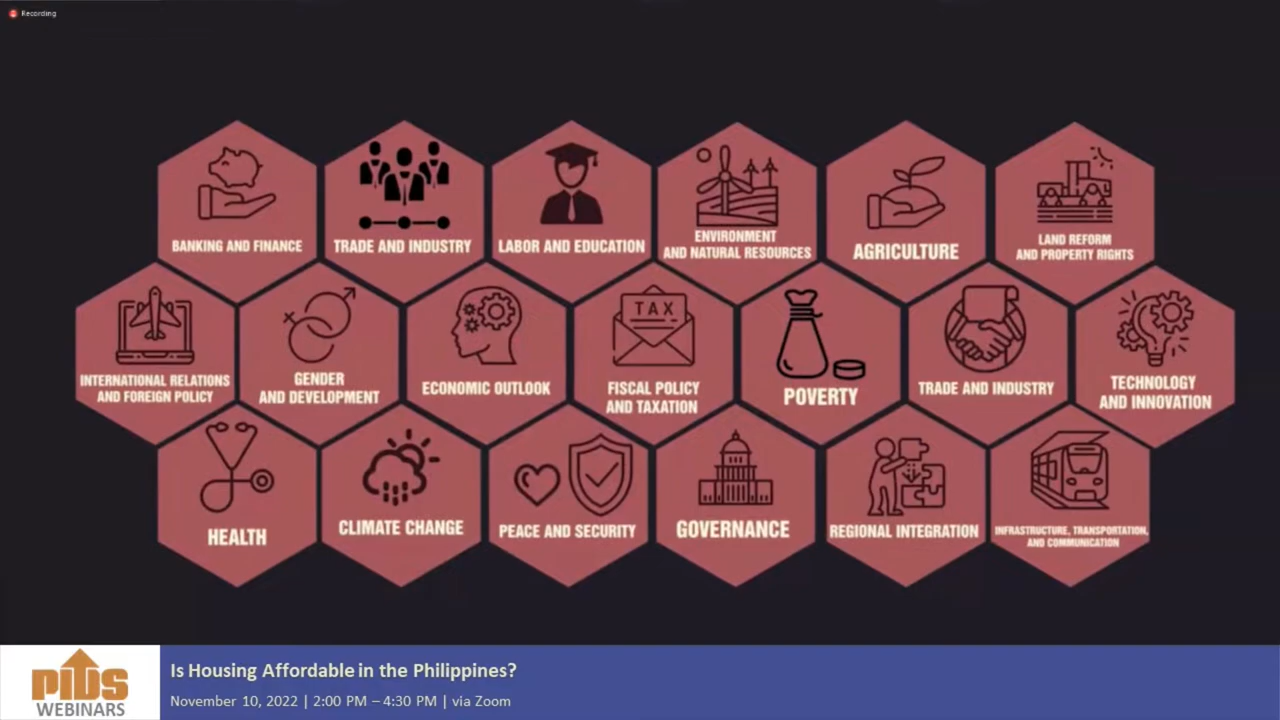 Recording
BANKING AND FINANCE
TRADE AND INDUSTRY
LABOR AND EDUCATION
ENVIRONMENT
AND NATURAL RESOURCES
AGRICULTURE
LAND REFORM
AND PROPERTY RIGHTS
INTERNATIONAL RELATIONS
AND FOREIGN POLICY
GENDER
AND DEVELOPMENT
ECONOMIC OUTLOOK
TAX
FISCAL POLICY
AND TAXATION
POVERTY
TRADE AND INDUSTRY
TECHNOLOGY
AND INNOVATION
HEALTH
CLIMATE CHANGE
PEACE AND SECURITY
GOVERNANCE
REGIONAL INTEGRATION
INFRASTRUCTURE, TRANSPORTATION,
AND COMMUNICATION
PIDS
WEBINARS
Is Housing Affordable in the Philippines?
November 10, 2022 | 2:00 PM – 4:30 PM | via Zoom